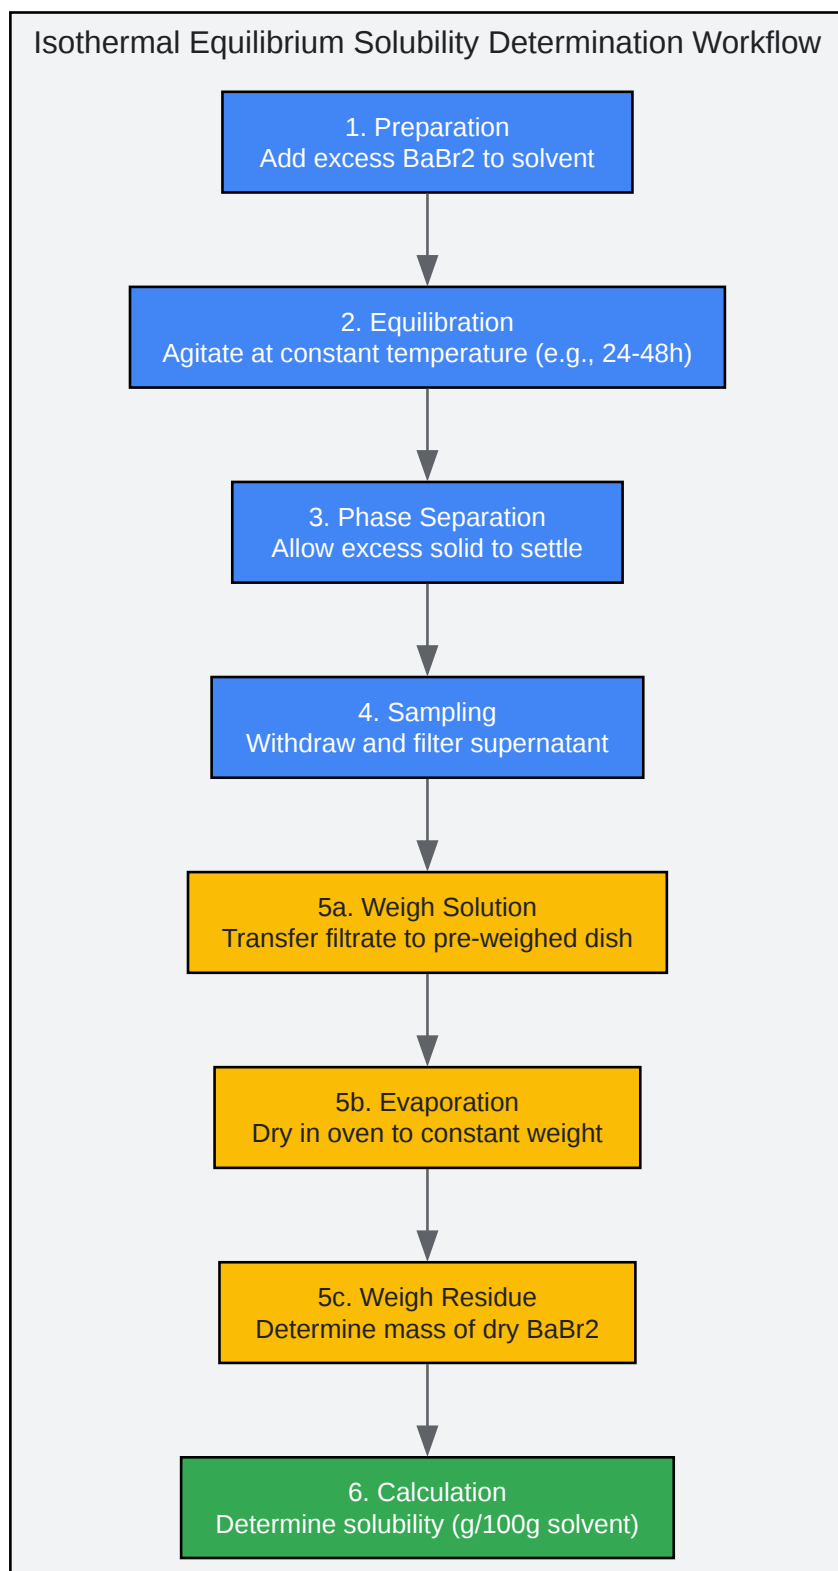 Isothermal Equilibrium Solubility Determination Workflow
1. Preparation
Add excess BaBr2 to solvent
2. Equilibration
Agitate at constant temperature (e.g., 24-48h)
3. Phase Separation
Allow excess solid to settle
4. Sampling
Withdraw and filter supernatant
5a. Weigh Solution
Transfer filtrate to pre-weighed dish
5b. Evaporation
Dry in oven to constant weight
5c. Weigh Residue
Determine mass of dry BaBr2
6. Calculation
Determine solubility (g/100g solvent)